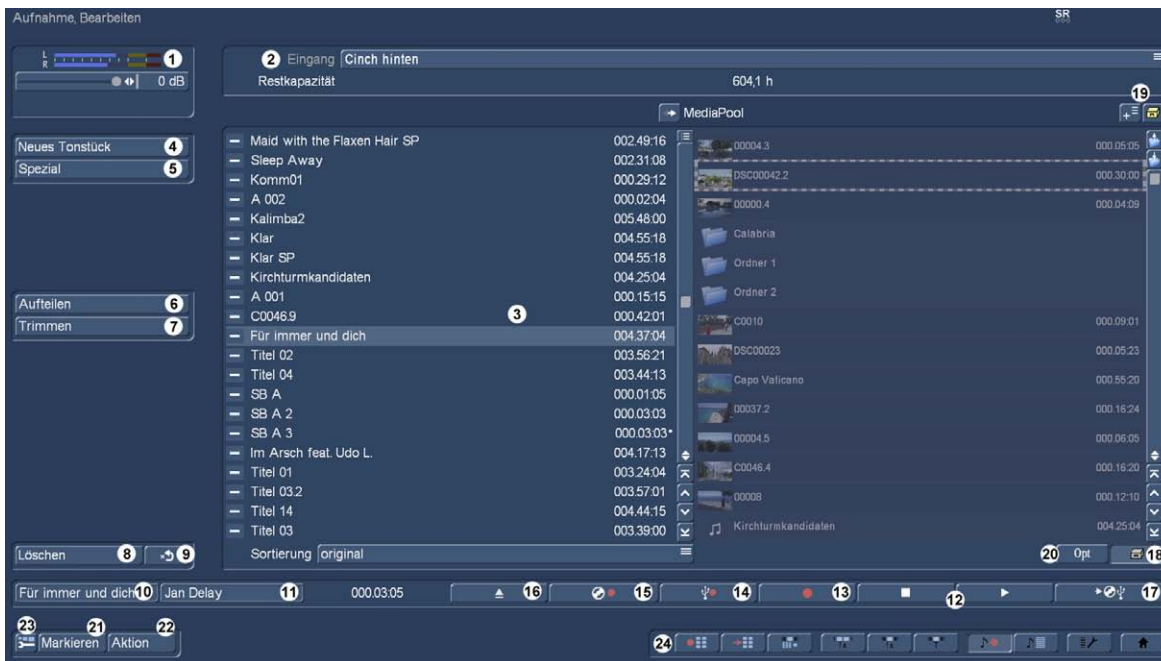 Aufnahme, Bearbeiten
SR
L
R
1
0 dB
2 Eingang Cinch hinten
Restkapazität 604,1 h
19
MediaPool
Neues Tonstück 4
Spezial 5
Aufteilen 6
Trimmen 7
Löschen 8 9
Maid with the Flaxen Hair SP 002.49:16
Sleep Away 002.31:08
Komm01 000.29:12
A 002 000.02:04
Kalimba2 005.48:00
Klar 004.55:18
Klar SP 004.55:18
Kirchturmkandidaten 004.25:04
A 001 000.15:15
C0046.9 3 000.42:01
Für immer und dich 004.37:04
Titel 02 003.56:21
Titel 04 003.44:13
SB A 000.01:05
SB A 2 000.03:03
SB A 3 000.03:03*
Im Arsch feat. Udo L. 004.17:13
Titel 01 003.24:04
Titel 03.2 003.57:01
Titel 14 004.44:15
Titel 03 003.39:00
Sortierung original
00004.3 000.05:05
DSC00042.2 000.30:00
00000.4 000.04:09
Calabria
Ordner 1
Ordner 2
C0010 000.09:01
DSC00023 000.05:23
Capo Vaticano 000.55:20
00037.2 000.16:24
00004.5 000.06:05
C0046.4 000.16:20
00008 000.12:10
Kirchturmkandidaten 004.25:04
20 Opt 18
Für immer und dich 10 Jan Delay 11 000.03:05 16 15 14 13 12 17
23 21 22
Markieren Aktion
24